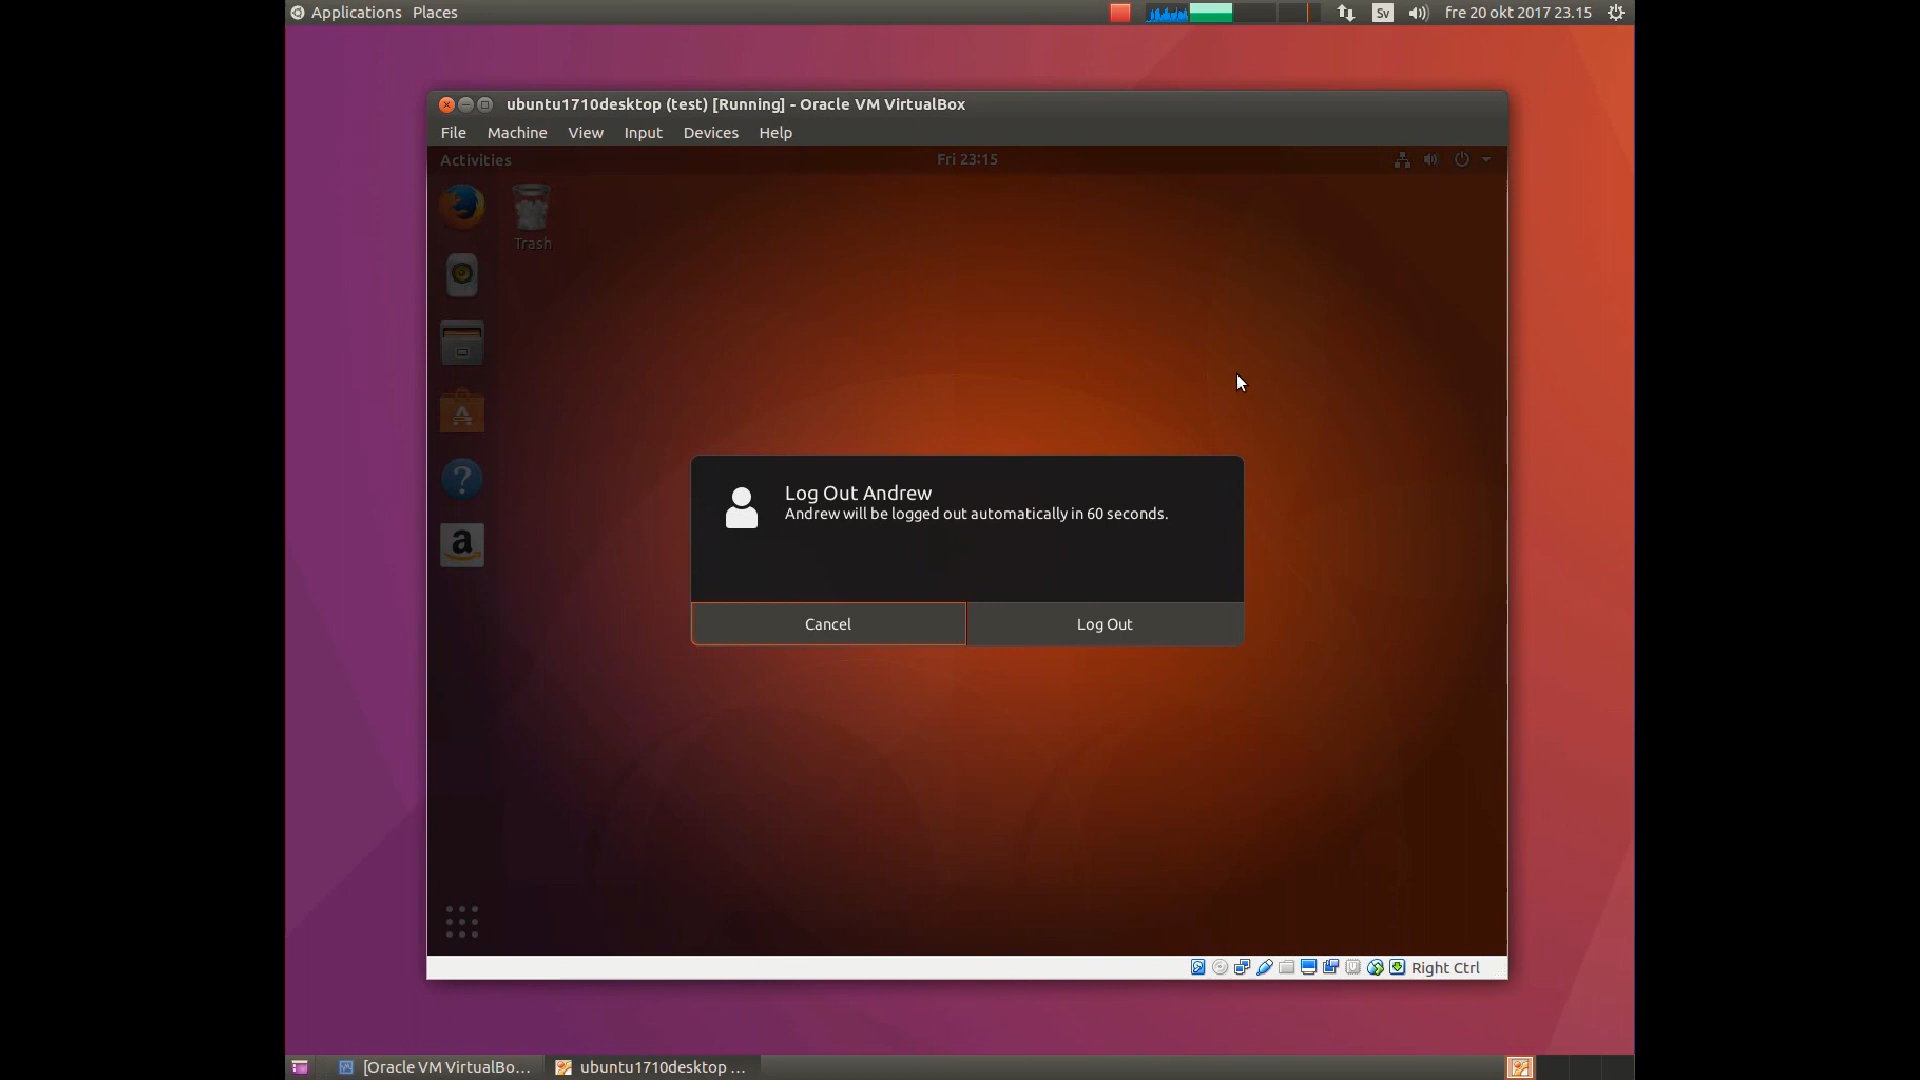 Applications Places
Sv
fre 20 okt 2017 23.15
ubuntu1710desktop (test) [Running] - Oracle VM VirtualBox
File Machine View Input Devices Help
Activities
Fri 23:15
Trash
Log Out Andrew
Andrew will be logged out automatically in 60 seconds.
Cancel
Log Out
Right Ctrl
[Oracle VM VirtualBo...
ubuntu1710desktop ...